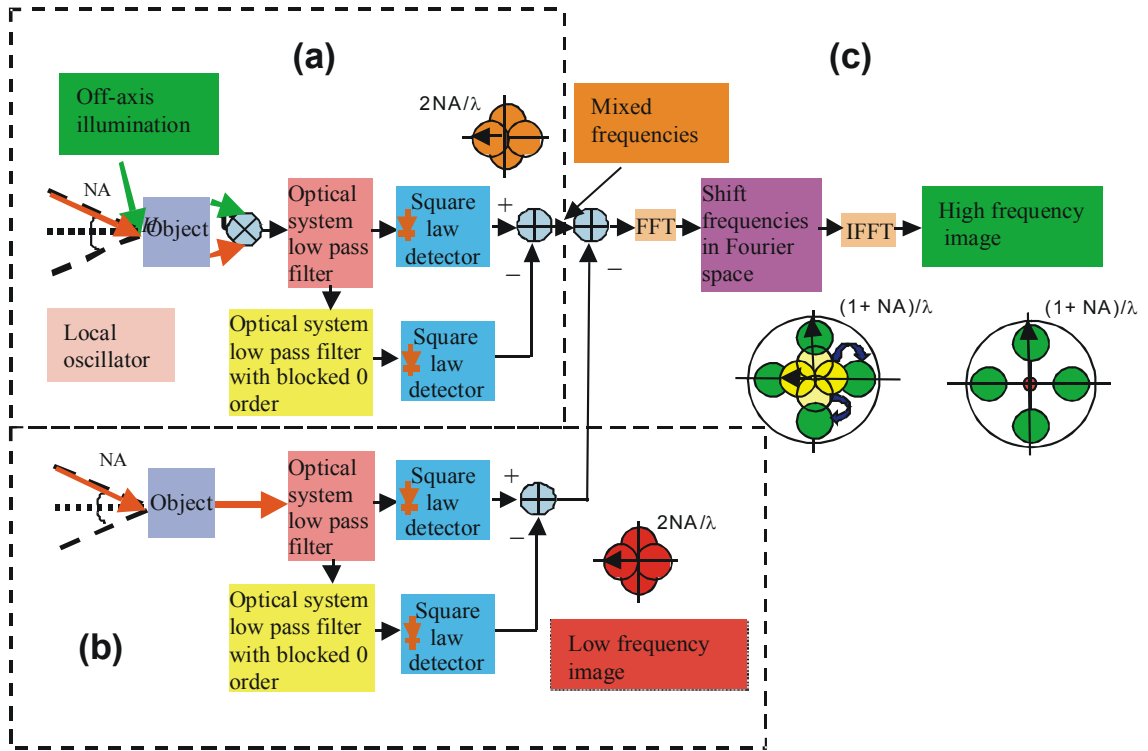 (a)
(c)
Off-axis
illumination
2NA/λ
Mixed
frequencies
NA
Object
Optical
system
low pass
filter
+
Square
law
detector
–
–
FFT
Shift
frequencies
in Fourier
space
IFFT
High frequency
image
Local
oscillator
Optical system
low pass filter
with blocked 0
order
Square
law
detector
(1+ NA)/λ
(1+ NA)/λ
NA
Object
Optical
system
low pass
filter
Square
law
detector
+
–
2NA/λ
(b)
Optical system
low pass filter
with blocked 0
order
Square
law
detector
Low frequency
image